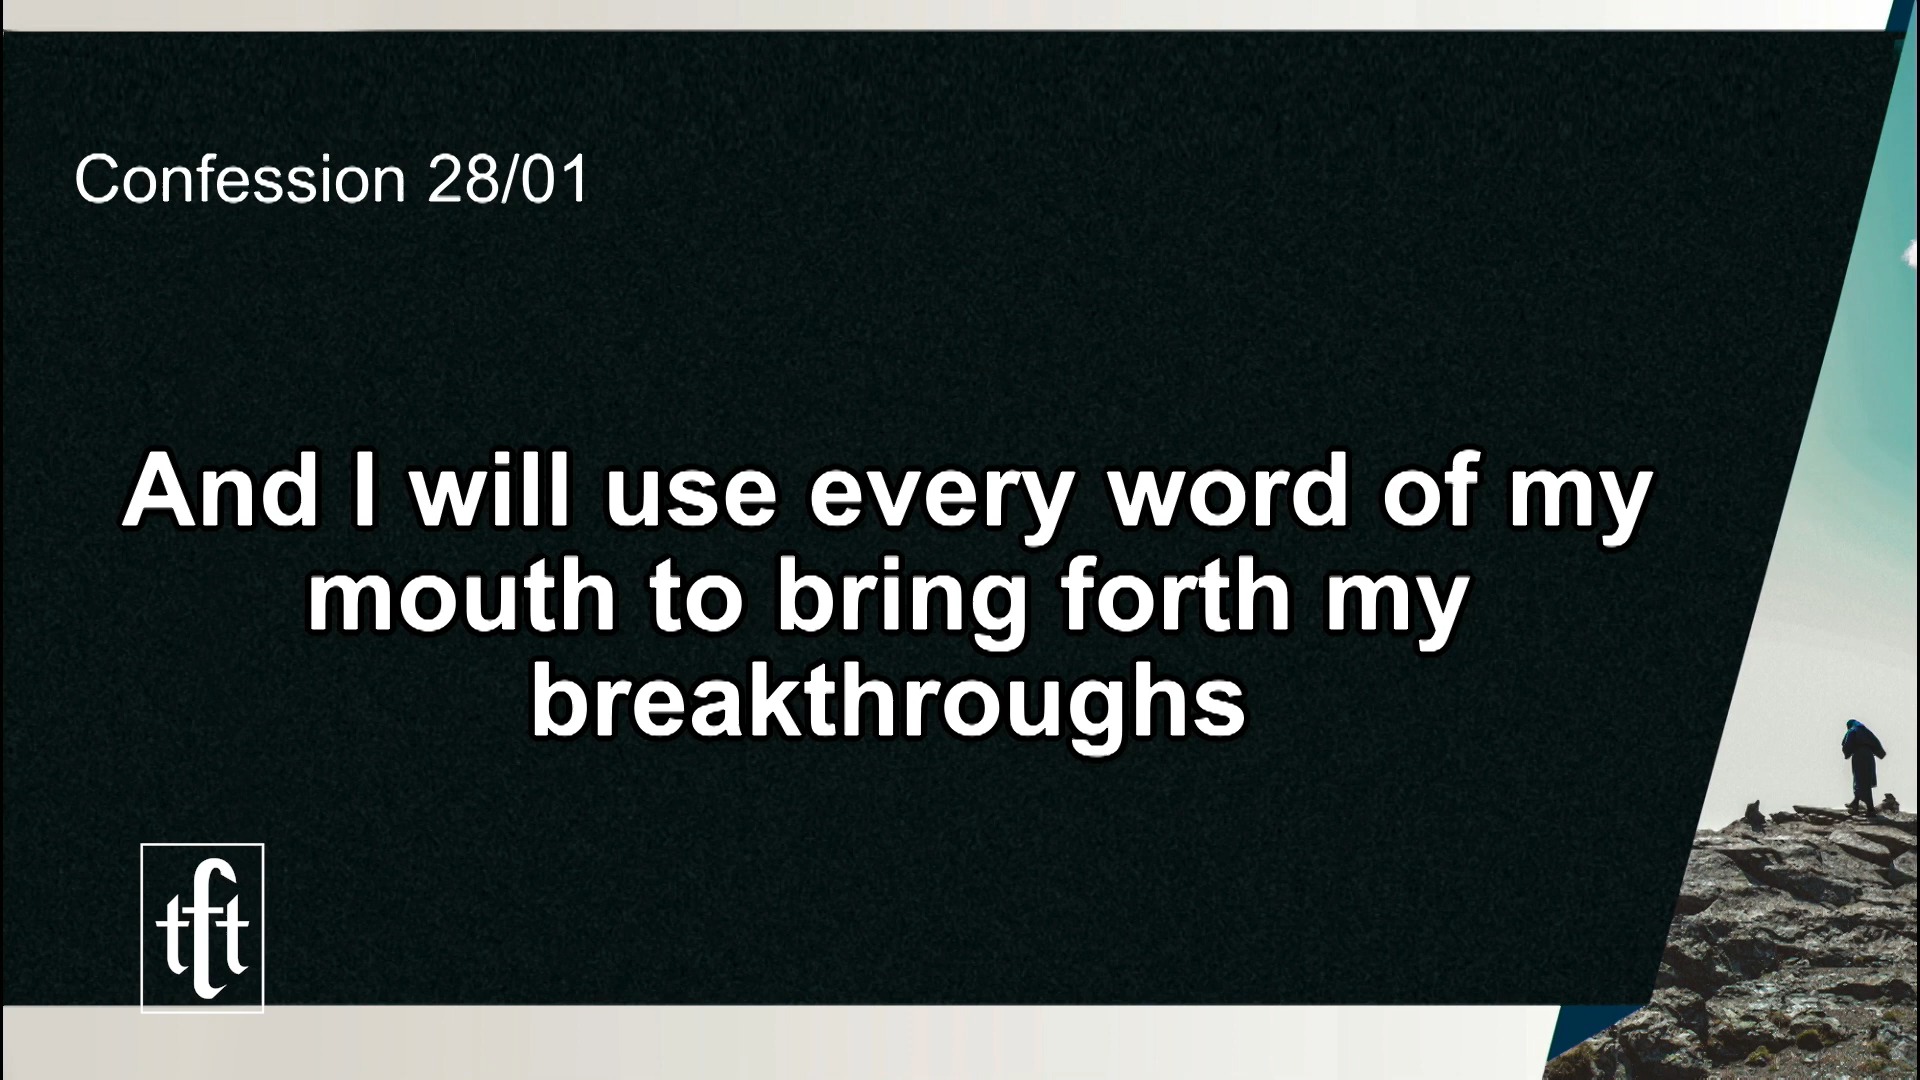 Confession 28/01
And I will use every word of my
mouth to bring forth my
breakthroughs
tft